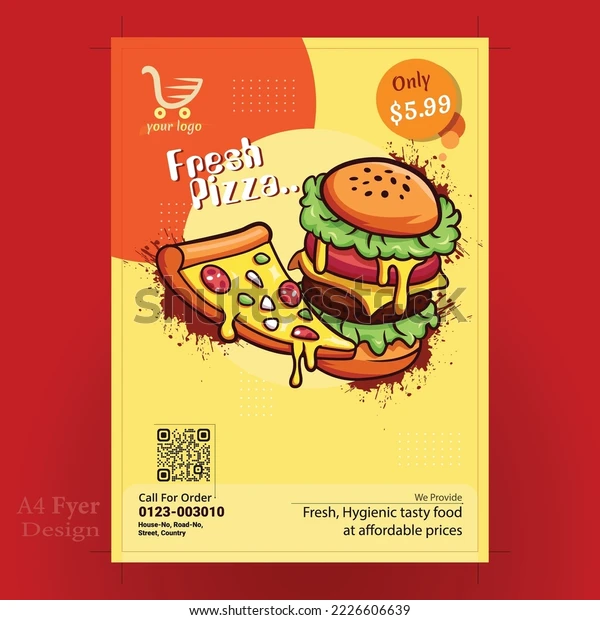 your logo
Only
$5.99
Fresh
Pizza..
shutterstock
Call For Order
0123-003010
House-No, Road-No,
Street, Country
We Provide
Fresh, Hygienic tasty food
at affordable prices
A4 Fyer
Design
shutterstock.com · 2226606639